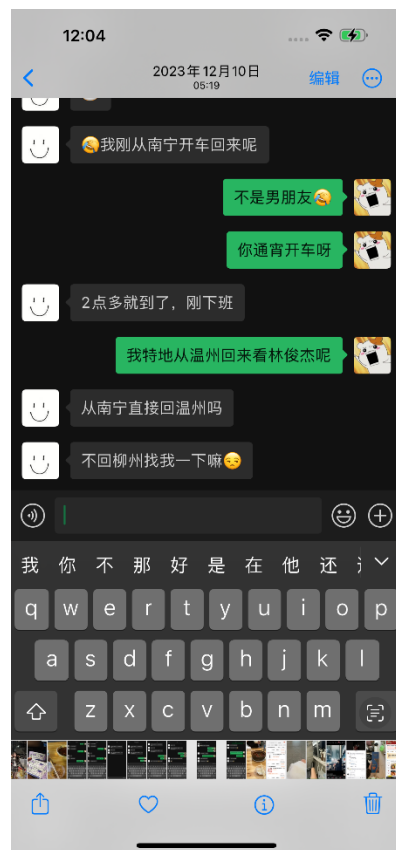 12:04
2023年12月10日
05:19
编辑
🤣我刚从南宁开车回来呢
不是男朋友🤣
你通宵开车呀
2点多就到了，刚下班
我特地从温州回来看林俊杰呢
从南宁直接回温州吗
不回柳州找我一下嘛😒
我 你 不 那 好 是 在 他 还
q w e r t y u i o p
a s d f g h j k l
z x c v b n m